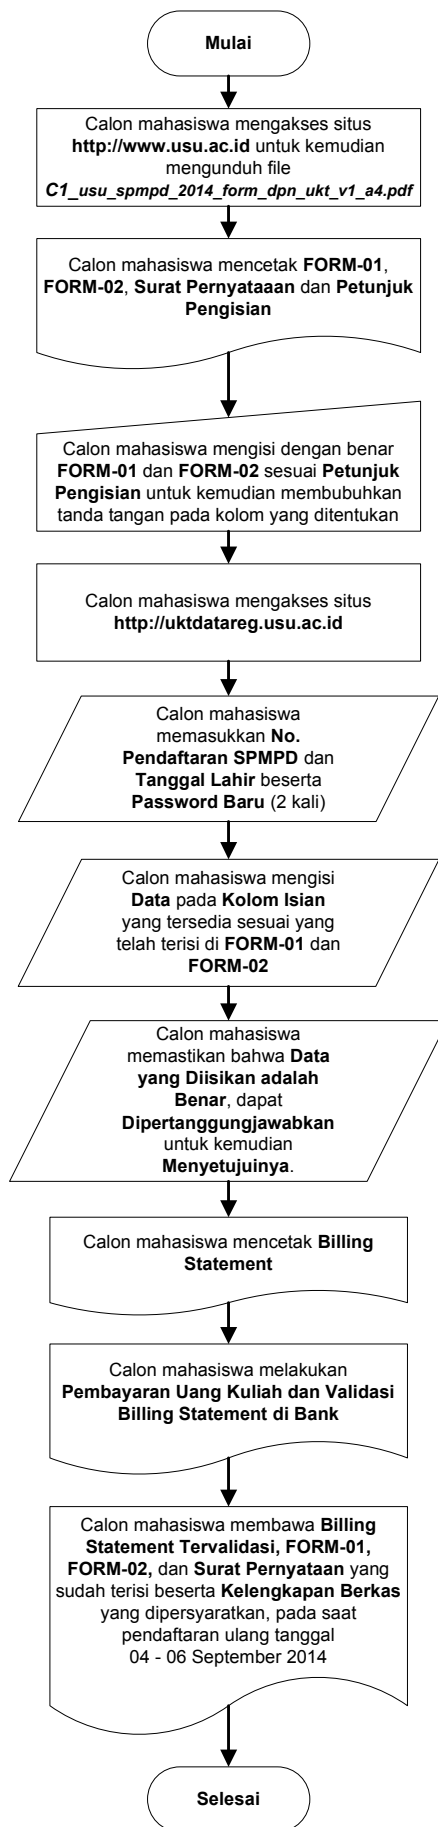 Mulai
Calon mahasiswa mengakses situs
http://www.usu.ac.id untuk kemudian
mengunduh file
C1_usu_spmpd_2014_form_dpn_ukt_v1_a4.pdf
Calon mahasiswa mencetak FORM-01,
FORM-02, Surat Pernyataaan dan Petunjuk
Pengisian
Calon mahasiswa mengisi dengan benar
FORM-01 dan FORM-02 sesuai Petunjuk
Pengisian untuk kemudian membubuhkan
tanda tangan pada kolom yang ditentukan
Calon mahasiswa mengakses situs
http://uktdatareg.usu.ac.id
Calon mahasiswa
memasukkan No.
Pendaftaran SPMPD dan
Tanggal Lahir beserta
Password Baru (2 kali)
Calon mahasiswa mengisi
Data pada Kolom Isian
yang tersedia sesuai yang
telah terisi di FORM-01 dan
FORM-02
Calon mahasiswa
memastikan bahwa Data
yang Diisikan adalah
Benar, dapat
Dipertanggungjawabkan
untuk kemudian
Menyetujuinya.
Calon mahasiswa mencetak Billing
Statement
Calon mahasiswa melakukan
Pembayaran Uang Kuliah dan Validasi
Billing Statement di Bank
Calon mahasiswa membawa Billing
Statement Tervalidasi, FORM-01,
FORM-02, dan Surat Pernyataan yang
sudah terisi beserta Kelengkapan Berkas
yang dipersyaratkan, pada saat
pendaftaran ulang tanggal
04 - 06 September 2014
Selesai